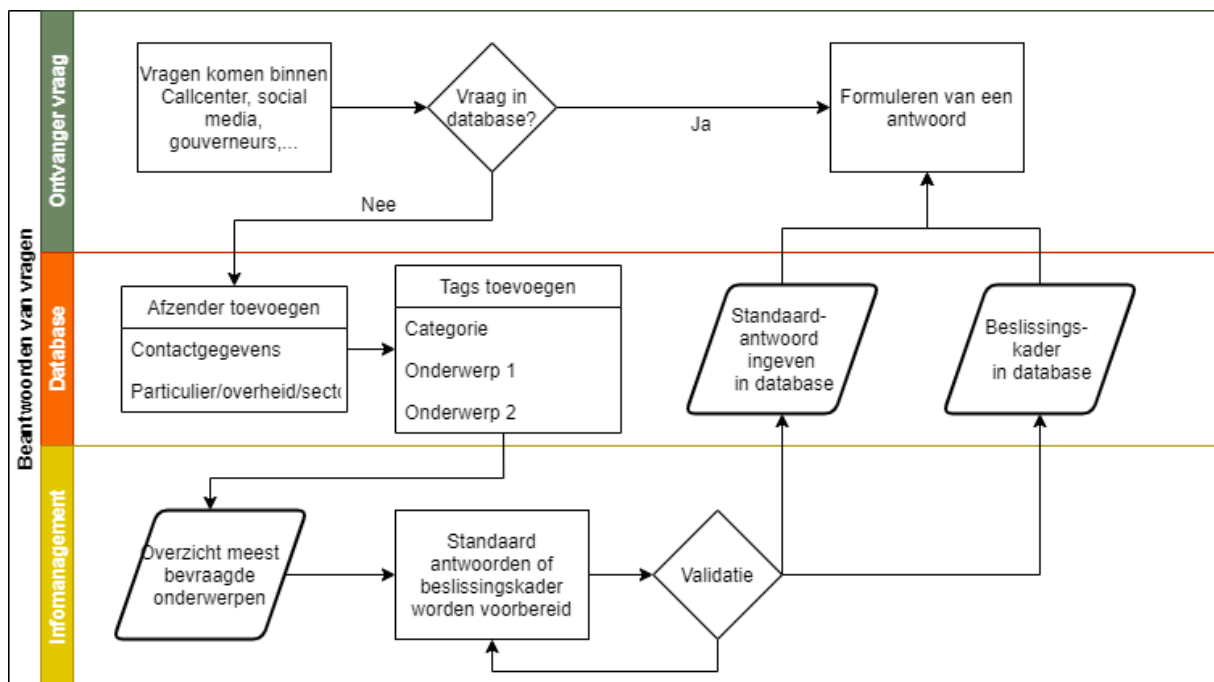 Beantwoorden van vragen
Ontvanger vraag
Vragen komen binnen
Callcenter, social
media,
gouverneurs,...
Vraag in
database?
Ja
Nee
Formuleren van een
antwoord
Database
Afzender toevoegen
Contactgegevens
Particulier/overheid/secto
Tags toevoegen
Categorie
Onderwerp 1
Onderwerp 2
Standaard-
antwoord
ingeven
in database
Beslissings-
kader
in database
Infomanagement
Overzicht meest
bevraagde
onderwerpen
Standaard
antwoorden of
beslissingskader
worden voorbereid
Validatie